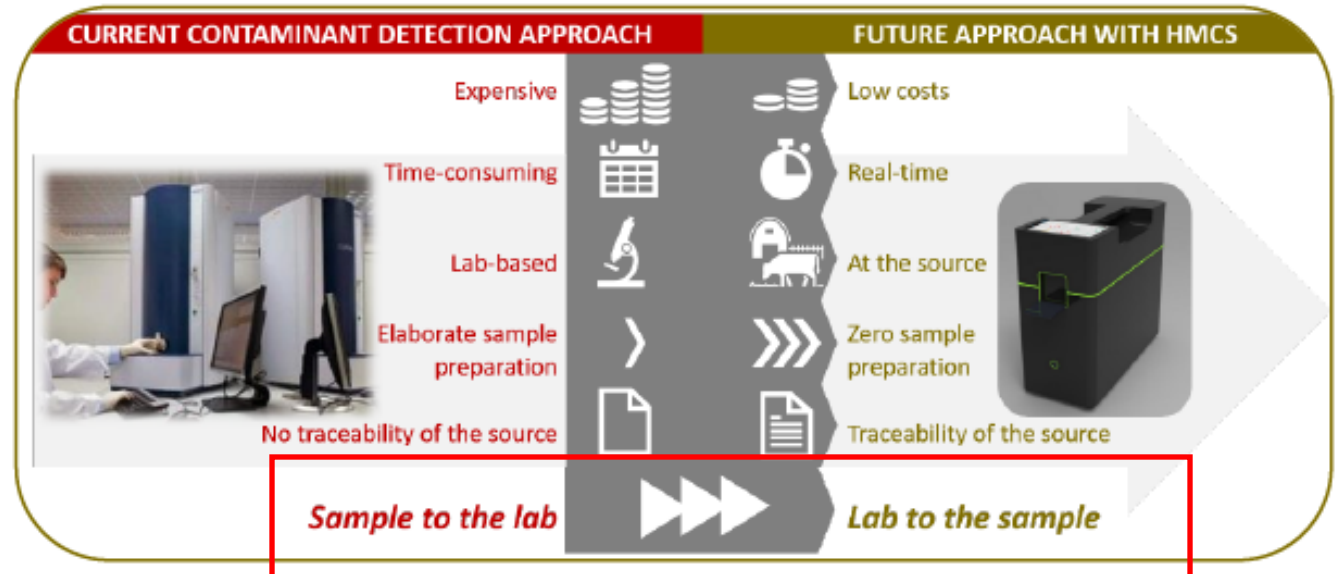 CURRENT CONTAMINANT DETECTION APPROACH
FUTURE APPROACH WITH HMCS
Expensive
Low costs
Time-consuming
Real-time
Lab-based
At the source
Elaborate sample
preparation
Zero sample
preparation
No traceability of the source
Traceability of the source
Sample to the lab
Lab to the sample